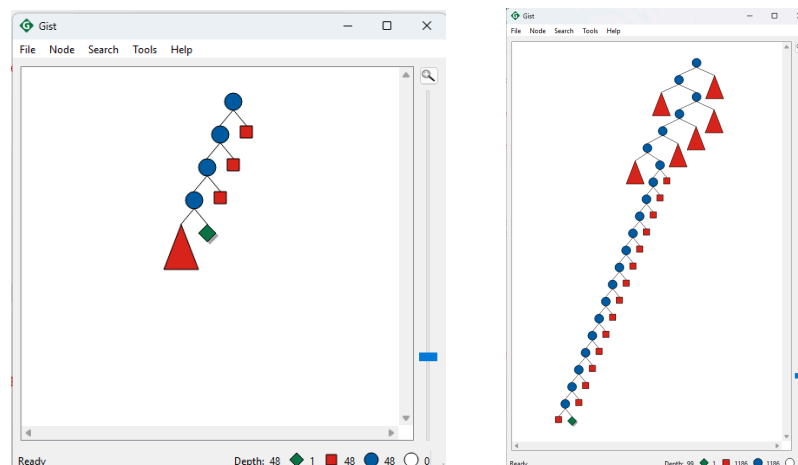 Gist
File Node Search Tools Help
Ready
Depth: 48 1 48 48 0
Gist
File Node Search Tools Help
Ready
Depth: 99 1 1186 1186